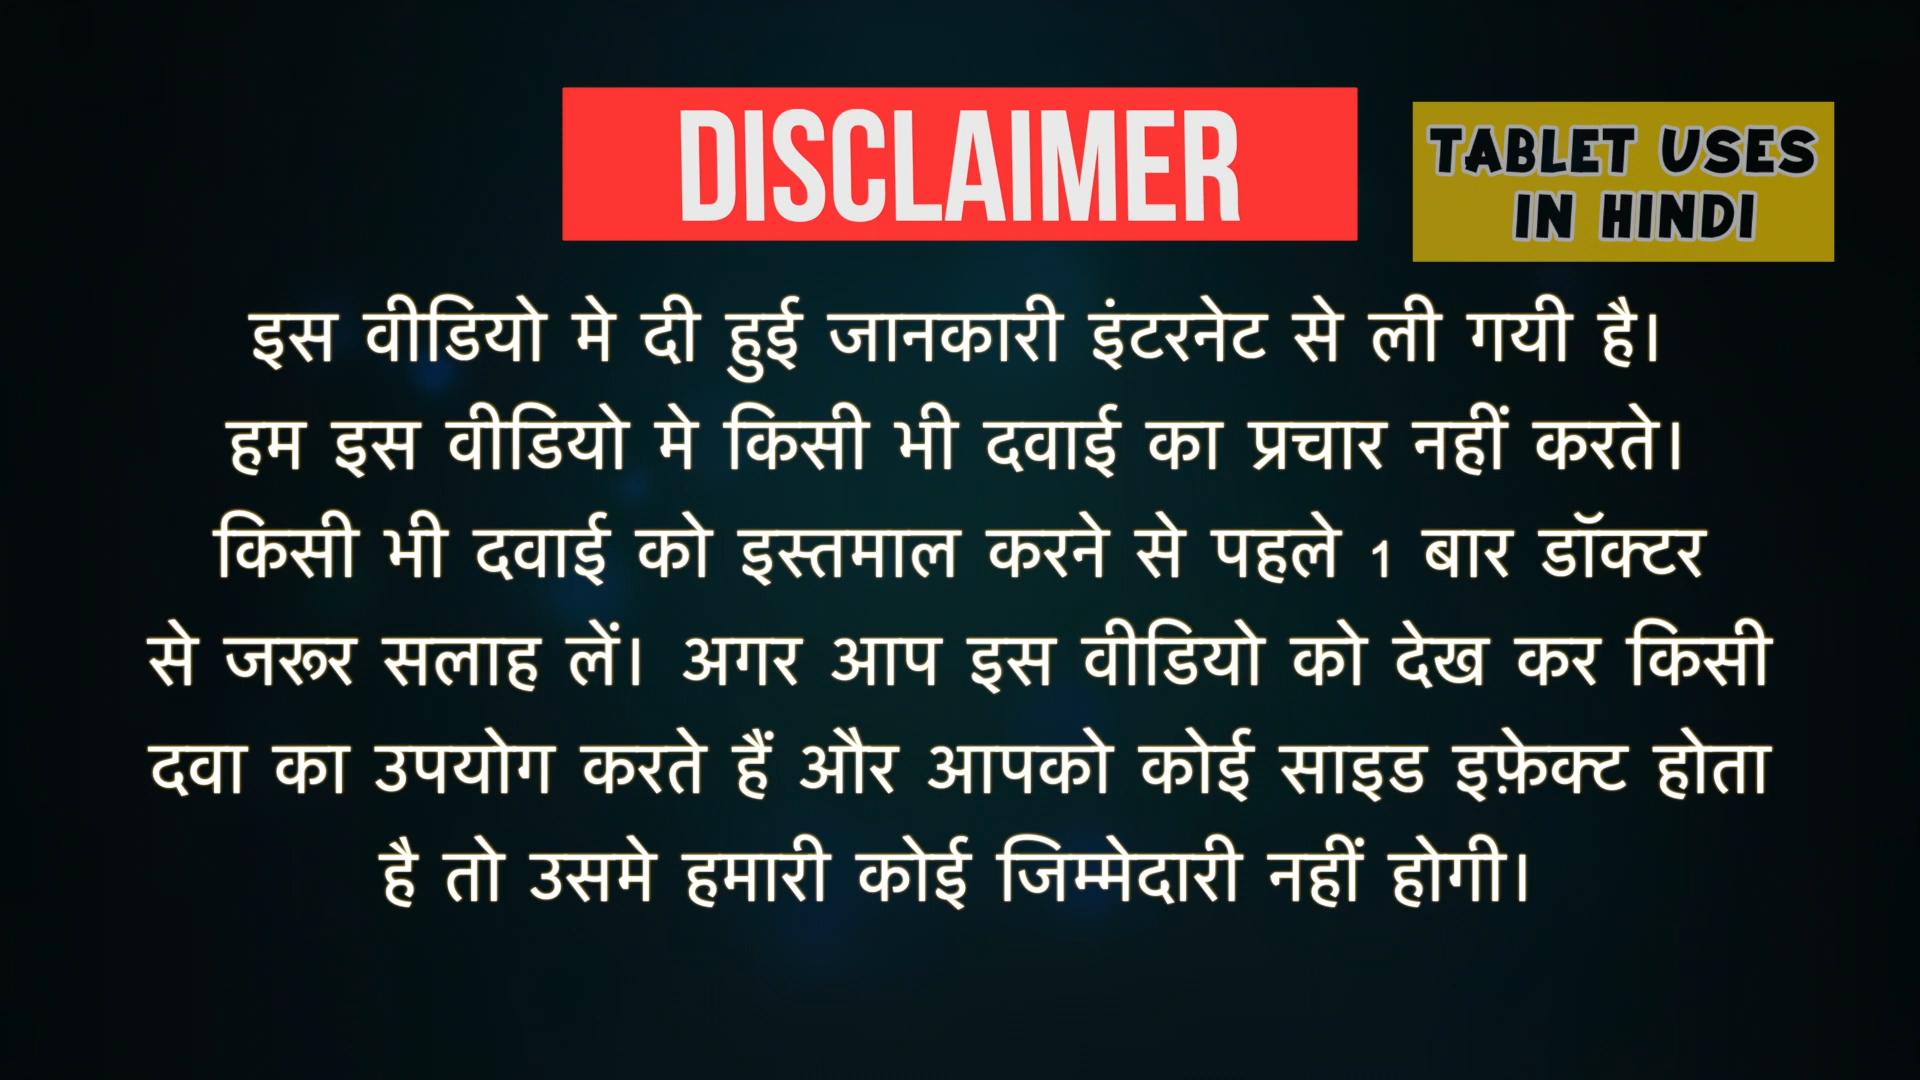 DISCLAIMER
TABLET USES
IN HINDI
इस वीडियो मे दी हुई जानकारी इंटरनेट से ली गयी है।
हम इस वीडियो मे किसी भी दवाई का प्रचार नहीं करते।
किसी भी दवाई को इस्तमाल करने से पहले 1 बार डॉक्टर
से जरूर सलाह लें। अगर आप इस वीडियो को देख कर किसी
दवा का उपयोग करते हैं और आपको कोई साइड इफ़ेक्ट होता
है तो उसमे हमारी कोई जिम्मेदारी नहीं होगी।